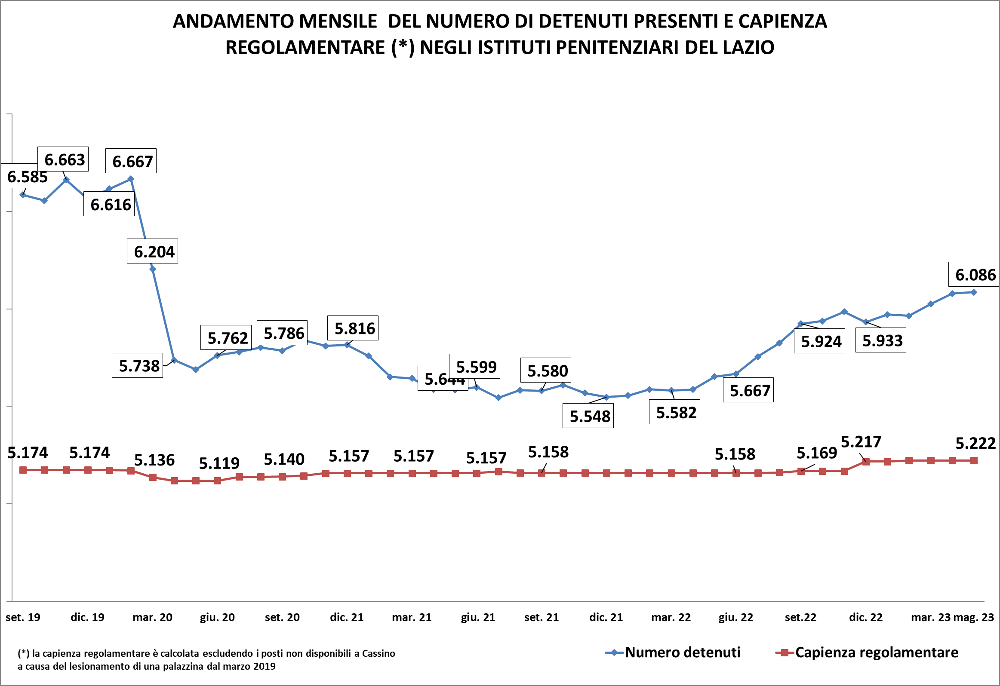 ANDAMENTO MENSILE  DEL NUMERO DI DETENUTI PRESENTI E CAPIENZA
REGOLAMENTARE (*) NEGLI ISTITUTI PENITENZIARI DEL LAZIO
6.585
6.663
6.616
6.667
6.204
5.738
5.762
5.786
5.816
5.644
5.599
5.580
5.548
5.582
5.667
5.924
5.933
6.086
5.174
5.174
5.136
5.119
5.140
5.157
5.157
5.157
5.158
5.158
5.169
5.217
5.222
set. 19
dic. 19
mar. 20
giu. 20
set. 20
dic. 21
mar. 21
giu. 21
set. 21
dic. 21
mar. 22
giu. 22
set.22
dic. 22
mar. 23
mag. 23
Numero detenuti
Capienza regolamentare
(*) la capienza regolamentare è calcolata escludendo i posti non disponibili a Cassino
a causa del lesionamento di una palazzina dal marzo 2019